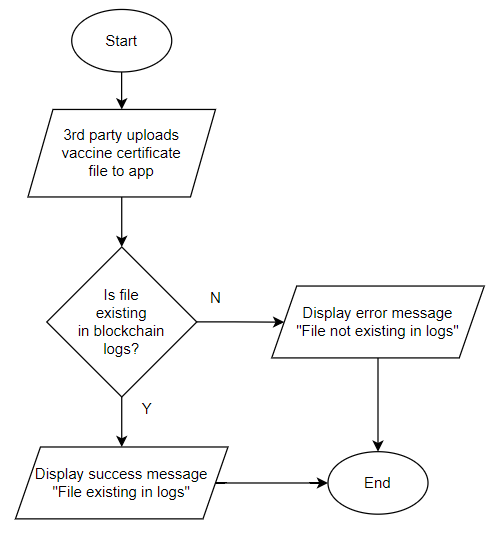 Start
3rd party uploads
vaccine certificate
file to app
Is file
existing
in blockchain
logs?
N
Display error message
"File not existing in logs"
Y
Display success message
"File existing in logs"
End